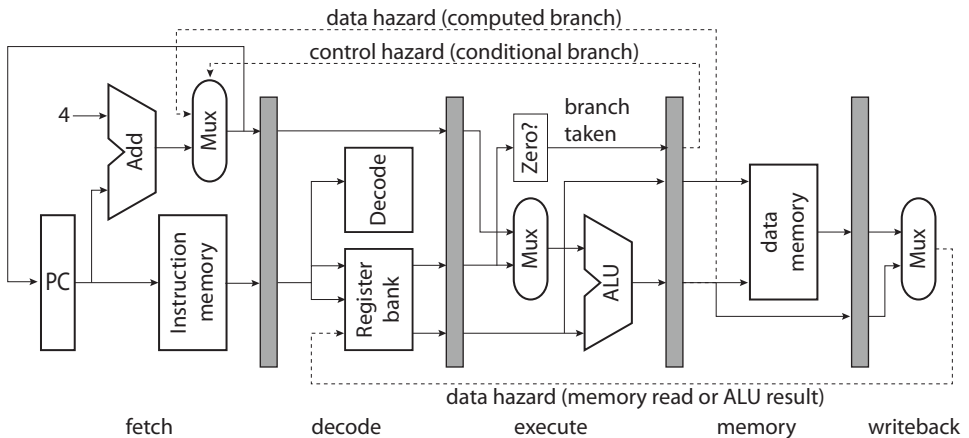 data hazard (computed branch)
control hazard (conditional branch)
4
Add
Mux
branch
taken
Zero?
Decode
Mux
data
memory
Mux
PC
Instruction
memory
Register
bank
ALU
data hazard (memory read or ALU result)
fetch
decode
execute
memory
writeback